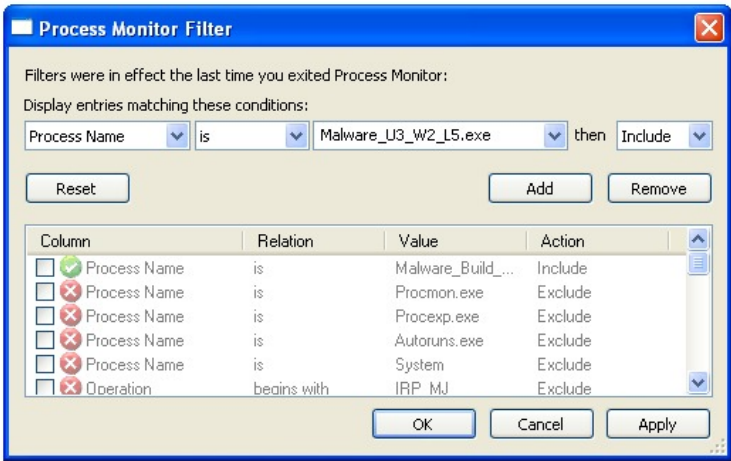 Process Monitor Filter
Filters were in effect the last time you exited Process Monitor:
Display entries matching these conditions:
Process Name is Malware_U3_W2_L5.exe then Include
Reset Add Remove
Column Relation Value Action
Process Name is Malware_Build_... Include
Process Name is Procmon.exe Exclude
Process Name is Procexp.exe Exclude
Process Name is Autoruns.exe Exclude
Process Name is System Exclude
Operation begins with IRP_MJ Exclude
OK Cancel Apply